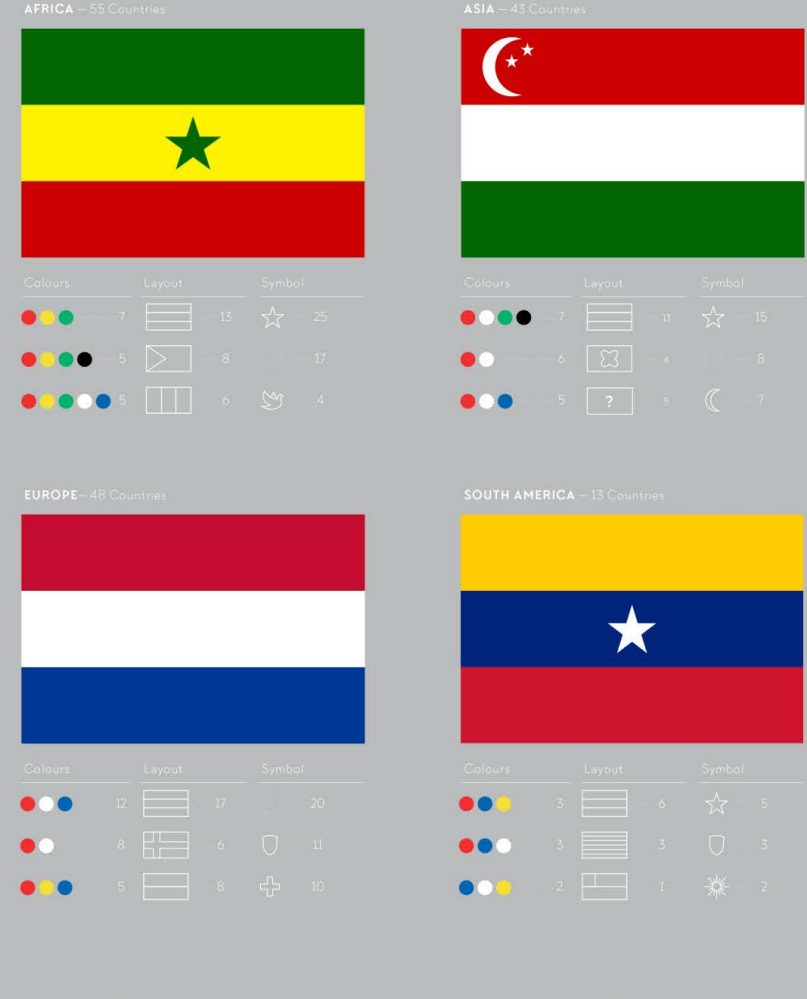 AFRICA – 55 Countries
Colours Layout Symbol
7 13 25
5 8 17
5 6 4
ASIA – 43 Countries
Colours Layout Symbol
7 13 15
6 6 8
5 ? 5 7
EUROPE– 48 Countries
Colours Layout Symbol
12 17 20
8 6 11
5 8 10
SOUTH AMERICA – 13 Countries
Colours Layout Symbol
3 6 5
3 3 3
2 1 2